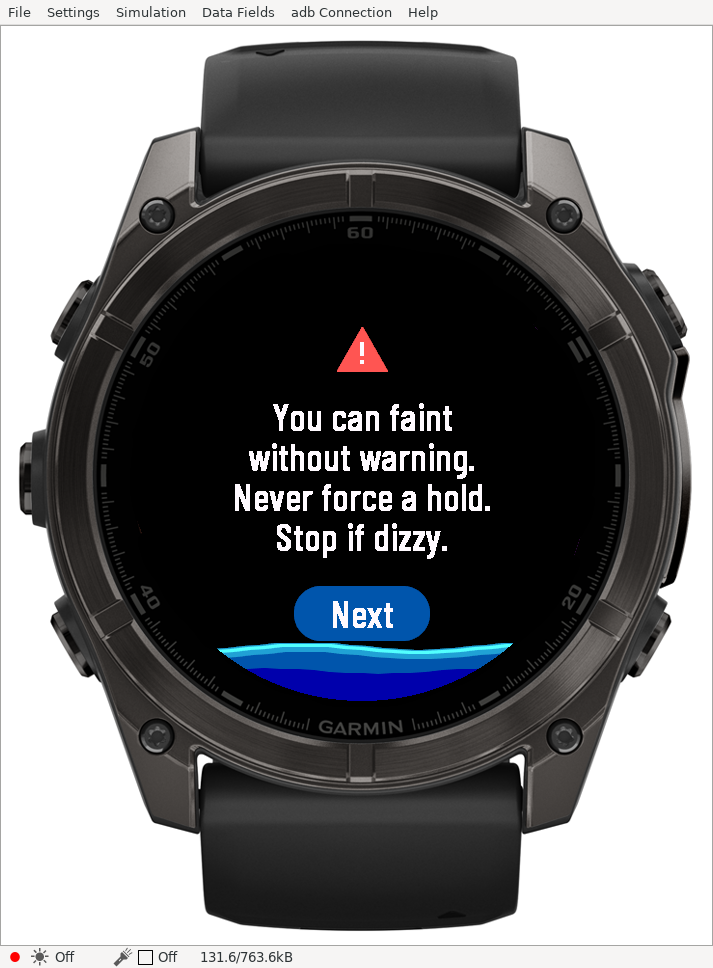 File Settings Simulation Data Fields adb Connection Help
60
50
!
You can faint
without warning.
Never force a hold.
Stop if dizzy.
40
20
Next
GARMIN
Off Off 131.6/763.6kB